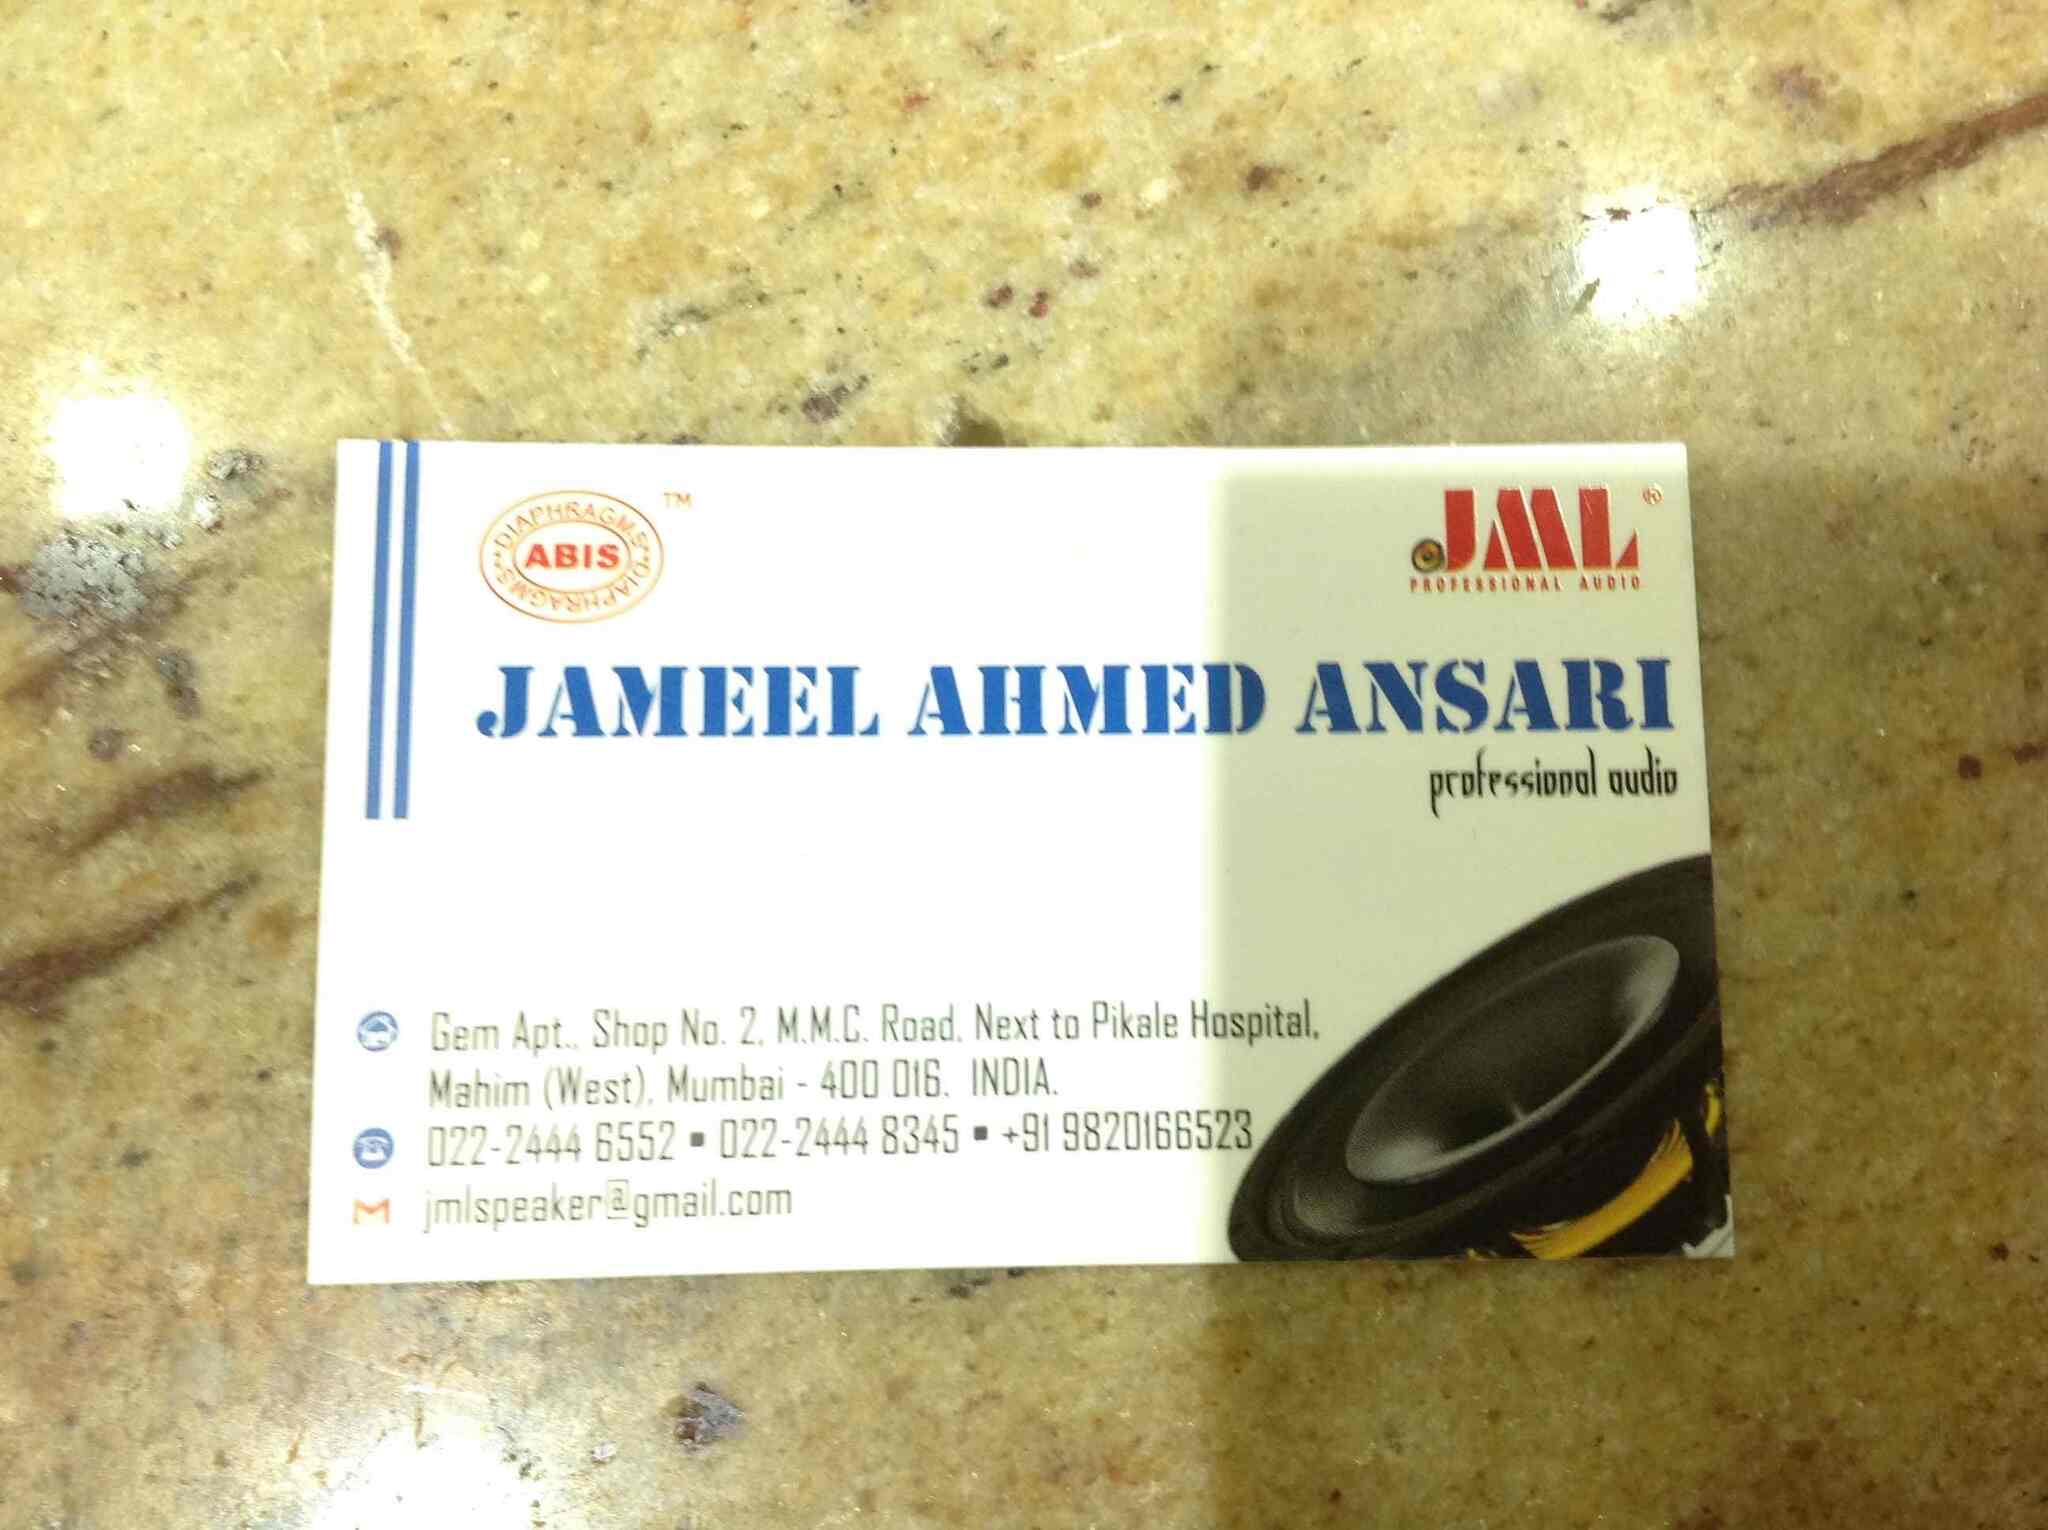 *DIAPHRAGMS* *DIAPHRAGMS*
ABIS
TM
JML®
PROFESSIONAL AUDIO
JAMEEL AHMED ANSARI
professional audio
Gem Apt., Shop No. 2, M.M.C. Road, Next to Pikale Hospital,
Mahim (West), Mumbai - 400 016. INDIA.
022-2444 6552 ▪ 022-2444 8345 ▪ +91 9820166523
jmlspeaker@gmail.com